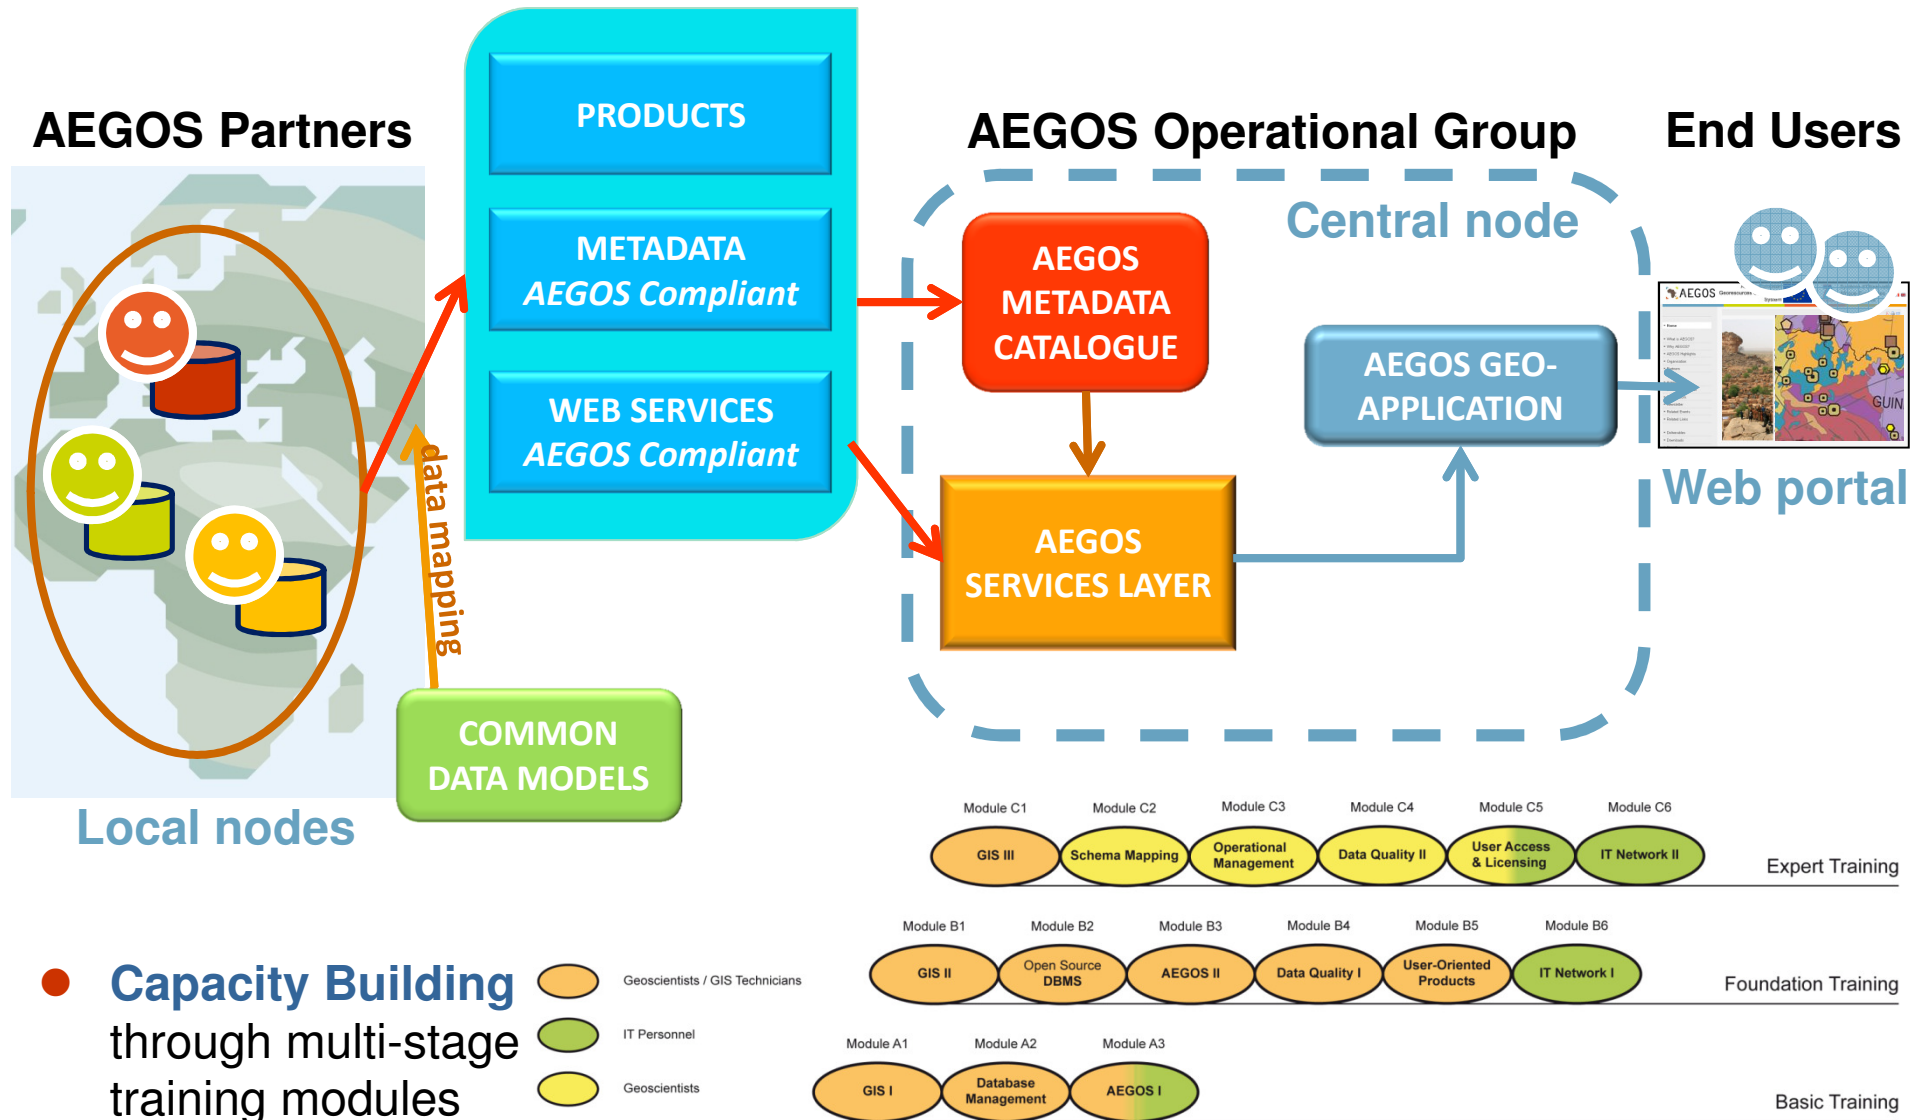 AEGOS Partners
PRODUCTS
METADATA
AEGOS Compliant
WEB SERVICES
AEGOS Compliant
data mapping
COMMON
DATA MODELS
Local nodes
AEGOS Operational Group
Central node
AEGOS
METADATA
CATALOGUE
AEGOS
SERVICES LAYER
AEGOS GEO-
APPLICATION
End Users
AEGOS
GUIN
Web portal
Module C1
Module C2
Module C3
Module C4
Module C5
Module C6
GIS III
Schema Mapping
Operational
Management
Data Quality II
User Access
& Licensing
IT Network II
Expert Training
Module B1
Module B2
Module B3
Module B4
Module B5
Module B6
GIS II
Open Source
DBMS
AEGOS II
Data Quality I
User-Oriented
Products
IT Network I
Foundation Training
Module A1
Module A2
Module A3
GIS I
Database
Management
AEGOS I
Basic Training
● Capacity Building
through multi-stage
training modules
Geoscientists / GIS Technicians
IT Personnel
Geoscientists